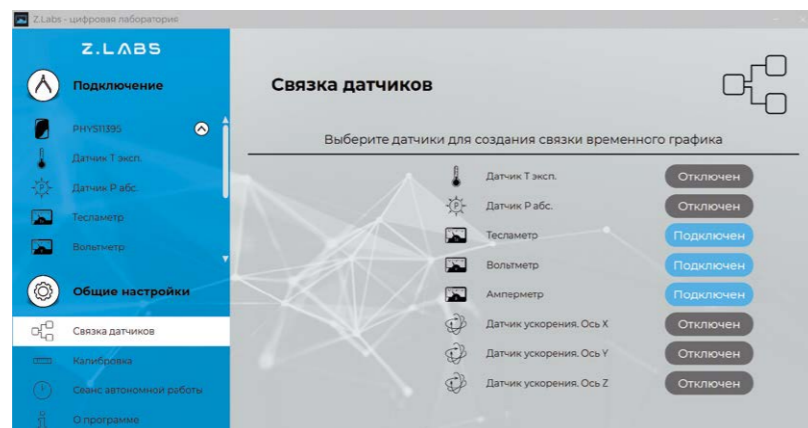 Z.Labs - цифровая лаборатория
Z.LABS
Подключение
PHYS11395
Датчик Т эксп.
Датчик Р абс.
Тесламетр
Вольтметр
Общие настройки
Связка датчиков
Калибровка
Сеанс автономной работы
О программе
Связка датчиков
Выберите датчики для создания связки временного графика
Датчик Т эксп. Отключен
Датчик Р абс. Отключен
Тесламетр Подключен
Вольтметр Подключен
Амперметр Подключен
Датчик ускорения. Ось X Отключен
Датчик ускорения. Ось Y Отключен
Датчик ускорения. Ось Z Отключен